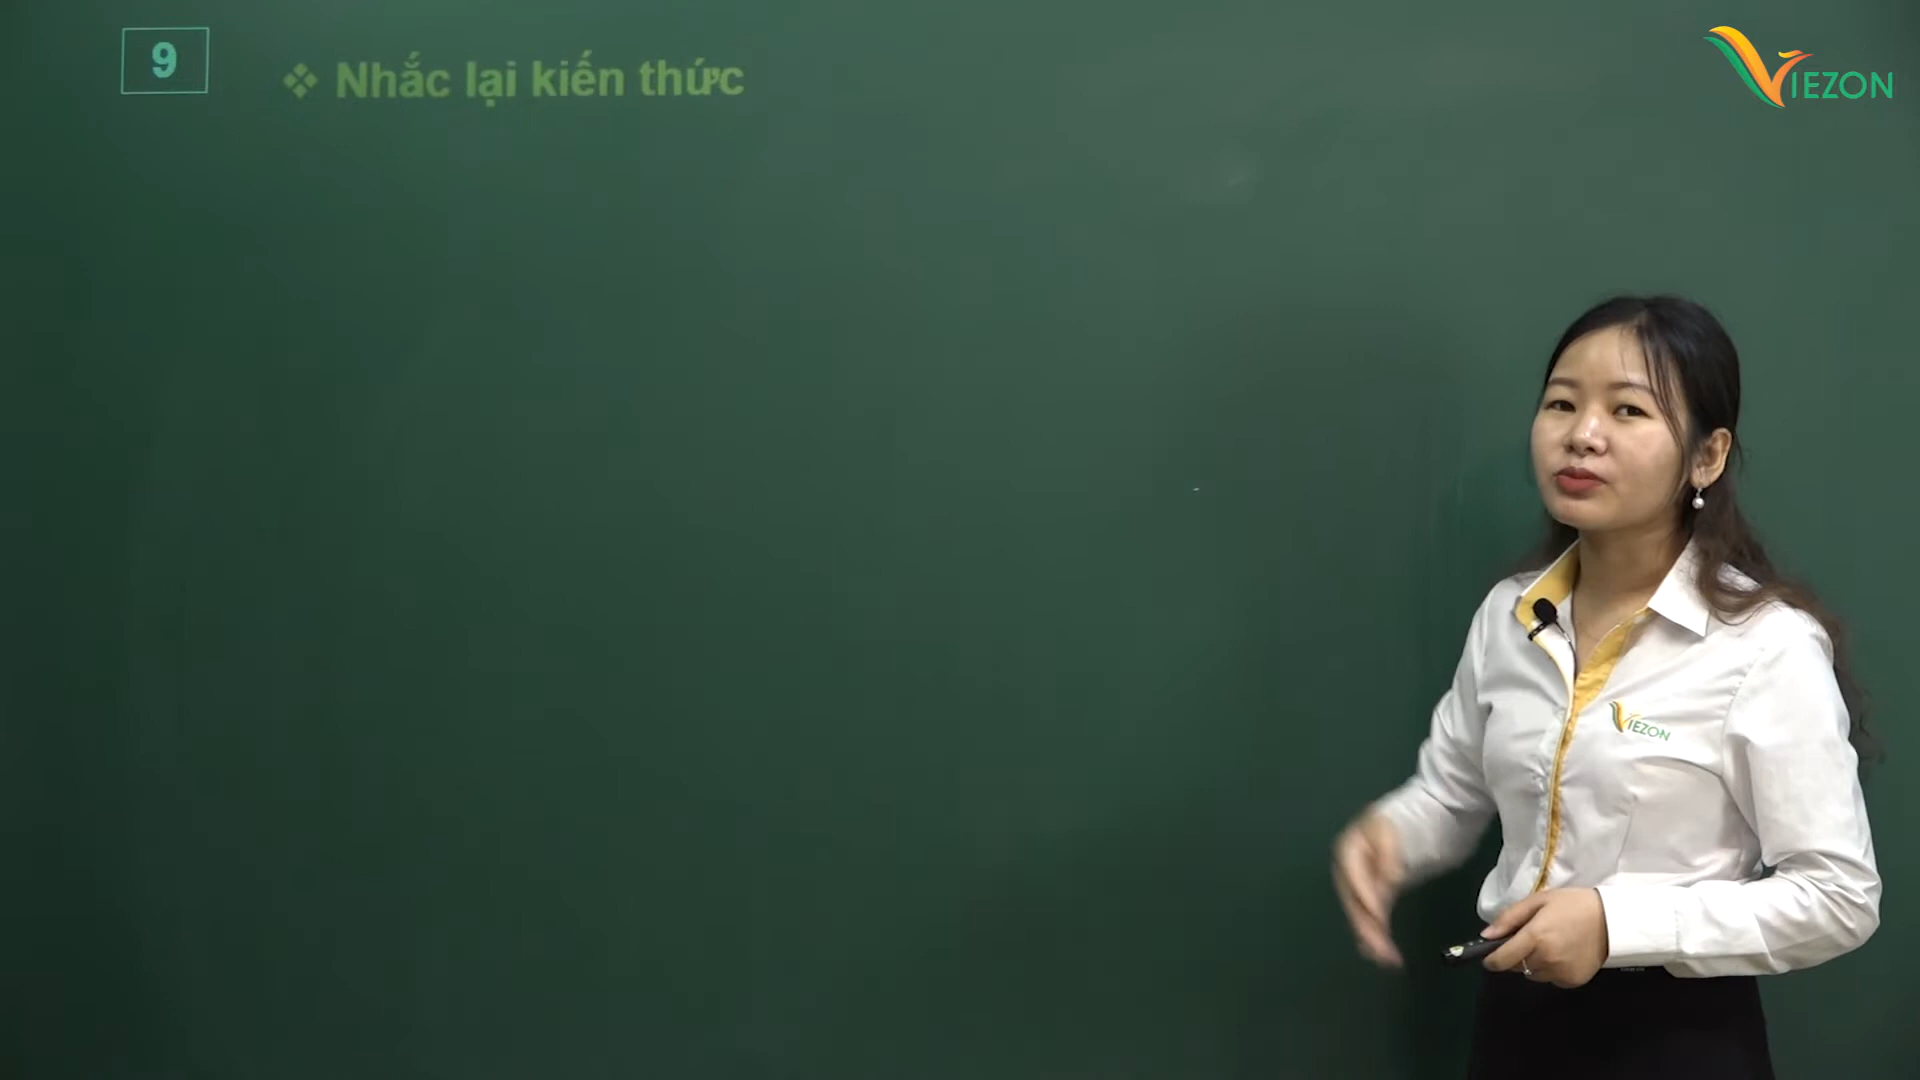 9
❖ Nhắc lại kiến thức
VIEZON
VIEZON